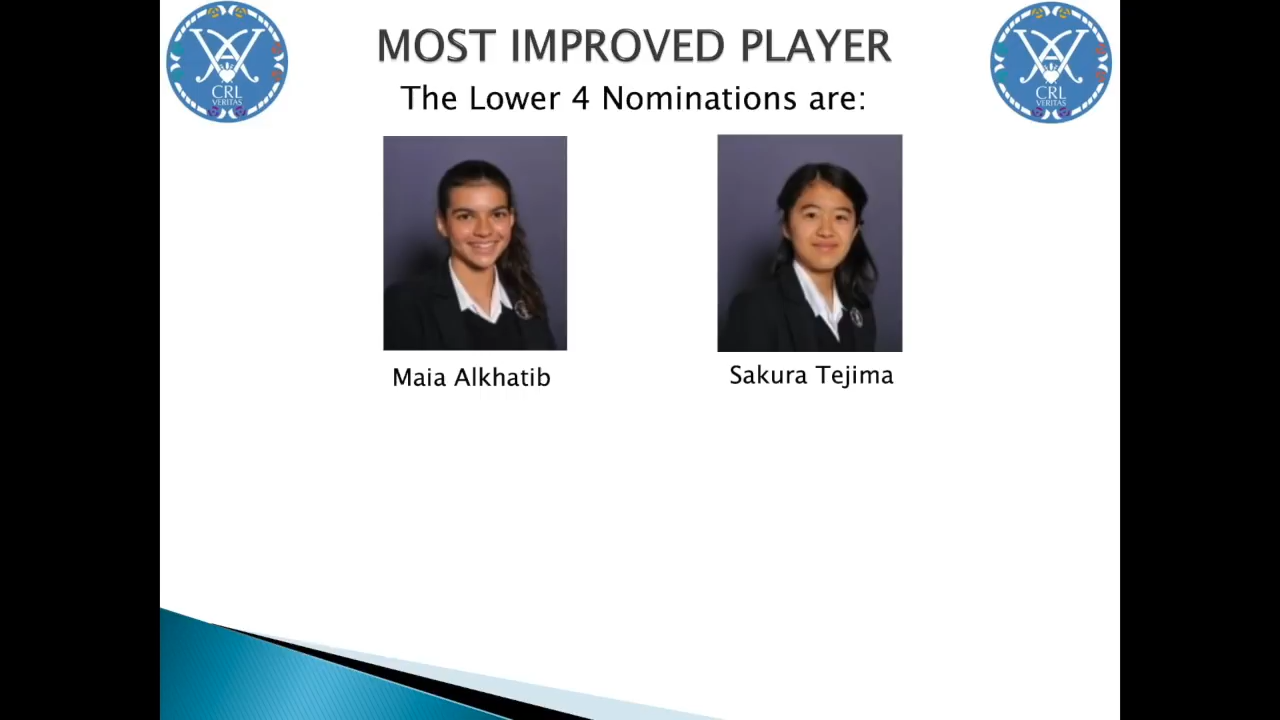 MOST IMPROVED PLAYER
The Lower 4 Nominations are:
CRL
VERITAS
CRL
VERITAS
Maia Alkhatib
Sakura Tejima